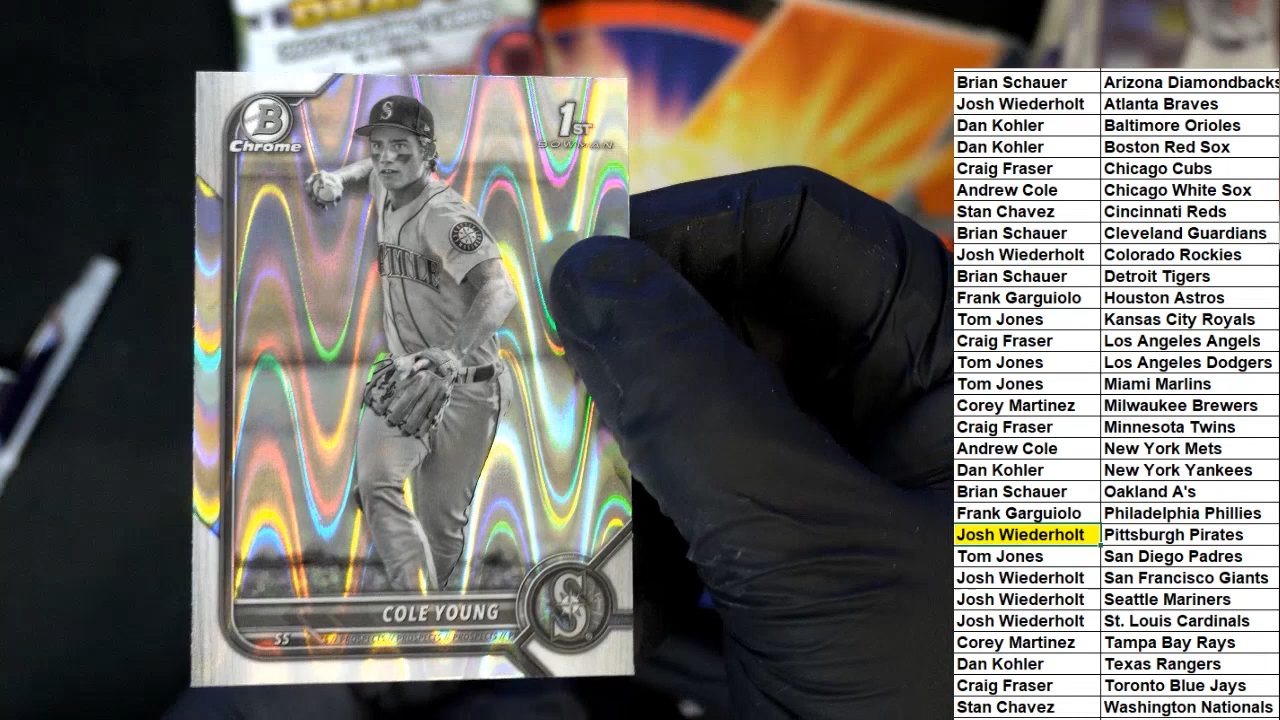 B
Chrome
1ST
BOWMAN
S
COLE YOUNG
SS
PROSPECTS // PROSPECTS // PROSPECTS //
S
Brian Schauer Arizona Diamondbacks
Josh Wiederholt Atlanta Braves
Dan Kohler Baltimore Orioles
Dan Kohler Boston Red Sox
Craig Fraser Chicago Cubs
Andrew Cole Chicago White Sox
Stan Chavez Cincinnati Reds
Brian Schauer Cleveland Guardians
Josh Wiederholt Colorado Rockies
Brian Schauer Detroit Tigers
Frank Garguiolo Houston Astros
Tom Jones Kansas City Royals
Craig Fraser Los Angeles Angels
Tom Jones Los Angeles Dodgers
Tom Jones Miami Marlins
Corey Martinez Milwaukee Brewers
Craig Fraser Minnesota Twins
Andrew Cole New York Mets
Dan Kohler New York Yankees
Brian Schauer Oakland A's
Frank Garguiolo Philadelphia Phillies
Josh Wiederholt Pittsburgh Pirates
Tom Jones San Diego Padres
Josh Wiederholt San Francisco Giants
Josh Wiederholt Seattle Mariners
Josh Wiederholt St. Louis Cardinals
Corey Martinez Tampa Bay Rays
Dan Kohler Texas Rangers
Craig Fraser Toronto Blue Jays
Stan Chavez Washington Nationals